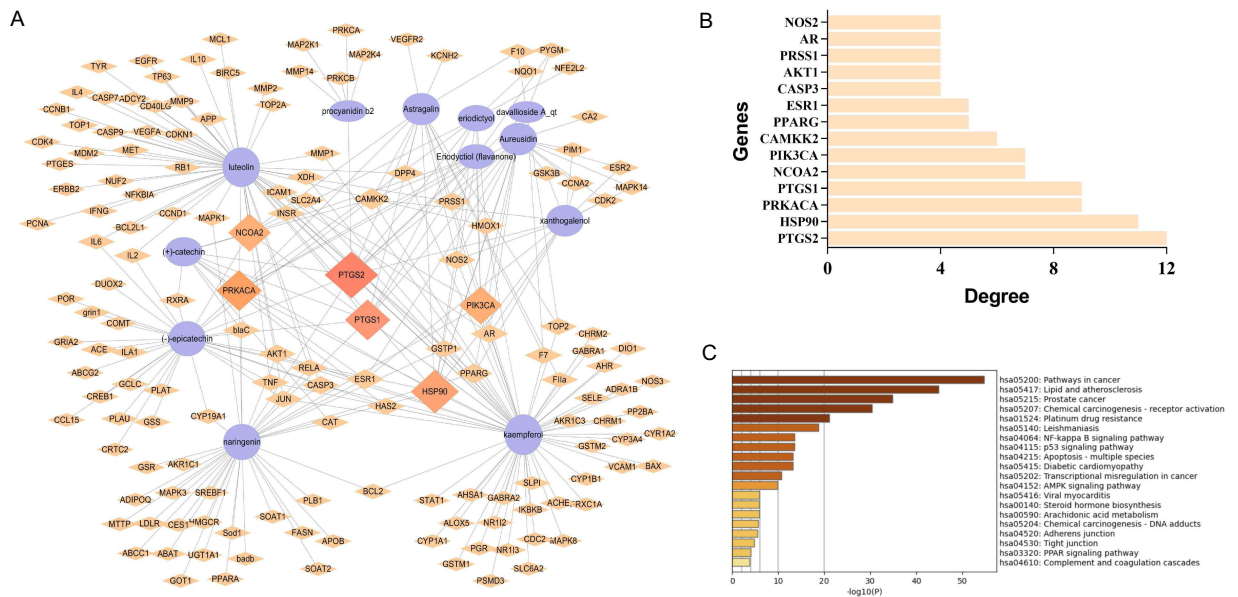 A
MCL1
EGFR
IL10
TYR
TP63
BIRC5
IL4
CASP7
ADCY2
MMP9
CD40LG
MMP2
TOP2A
CCNB1
TOP1
CASP9
VEGFA
CDKN1
APP
CDK4
MDM2
MET
PTGES
RB1
ERBB2
NUF2
NFKBIA
IFNG
CCND1
PCNA
BCL2L1
MAPK1
IL6
IL2
luteolin
PRKCA
MAP2K1
MAP2K4
MMP14
PRKCB
procyanidin b2
VEGFR2
KCNH2
Astragalin
F10
PYGM
NQO1
NFE2L2
eriodictyol
davallioside A_qt
Aureusidin
Eriodyctiol (flavanone)
CA2
PIM1
ESR2
GSK3B
CCNA2
MAPK14
CDK2
xanthogalenol
MMP1
XDH
DPP4
ICAM1
SLC2A4
CAMKK2
PRSS1
INSR
HMOX1
NCOA2
NOS2
(+)-catechin
PTGS2
PRKACA
PTGS1
PIK3CA
DUOX2
POR
RXRA
grin1
COMT
blaC
GRIA2
ACE
ILA1
(-)-epicatechin
ABCG2
GCLC
PLAT
CREB1
CCL15
PLAU
GSS
CRTC2
CYP19A1
AKT1
RELA
TNF
CASP3
ESR1
JUN
HAS2
CAT
AR
GSTP1
PPARG
HSP90
TOP2
CHRM2
F7
GABRA1
DIO1
AHR
FIIa
NOS3
ADRA1B
SELE
AKR1C3
CHRM1
PP2BA
CYR1A2
GSTM2
CYP3A4
VCAM1
BAX
kaempferol
naringenin
GSR
AKR1C1
ADIPOQ
MAPK3
SREBF1
PLB1
BCL2
STAT1
AHSA1
SLPI
CYP1B1
GABRA2
ACHE
RXC1A
MTTP
LDLR
CES1
HMGCR
SOAT1
ALOX5
IKBKB
NR1I2
Sod1
FASN
CYP1A1
CDC2
MAPK8
ABCC1
ABAT
UGT1A1
APOB
PGR
NR1I3
badb
GSTM1
SLC6A2
GOT1
PPARA
SOAT2
PSMD3
B
Genes
NOS2
AR
PRSS1
AKT1
CASP3
ESR1
PPARG
CAMKK2
PIK3CA
NCOA2
PTGS1
PRKACA
HSP90
PTGS2
0 4 8 12
Degree
C
hsa05200: Pathways in cancer
hsa05417: Lipid and atherosclerosis
hsa05215: Prostate cancer
hsa05207: Chemical carcinogenesis - receptor activation
hsa01524: Platinum drug resistance
hsa05140: Leishmaniasis
hsa04064: NF-kappa B signaling pathway
hsa04115: p53 signaling pathway
hsa04215: Apoptosis - multiple species
hsa05415: Diabetic cardiomyopathy
hsa05202: Transcriptional misregulation in cancer
hsa04152: AMPK signaling pathway
hsa05416: Viral myocarditis
hsa00140: Steroid hormone biosynthesis
hsa00590: Arachidonic acid metabolism
hsa05204: Chemical carcinogenesis - DNA adducts
hsa04520: Adherens junction
hsa04530: Tight junction
hsa03320: PPAR signaling pathway
hsa04610: Complement and coagulation cascades
0 10 20 30 40 50
-log10(P)